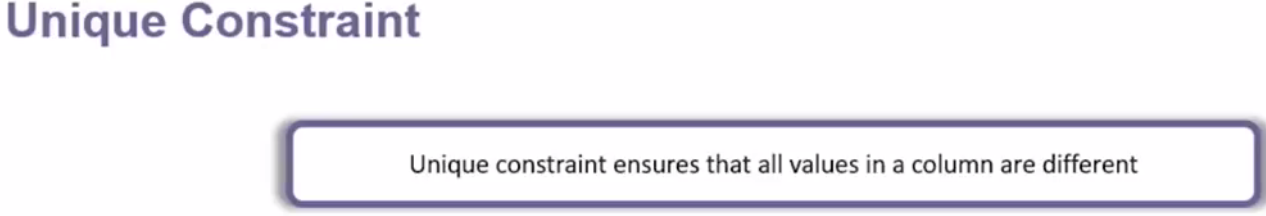 Unique Constraint
Unique constraint ensures that all values in a column are different